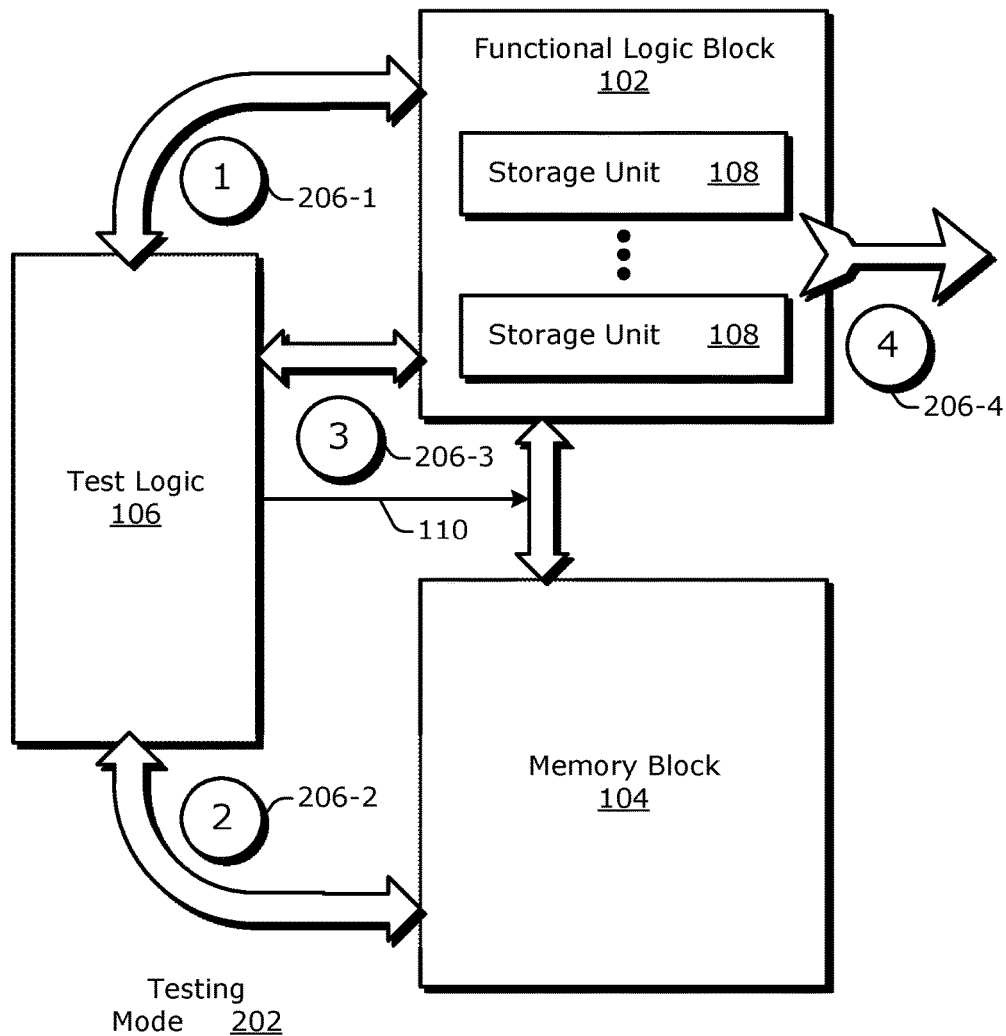 Functional Logic Block
102
Storage Unit 108
1
206-1
Storage Unit 108
4
206-4
3
206-3
Test Logic
106
110
Memory Block
104
2
206-2
Testing
Mode 202